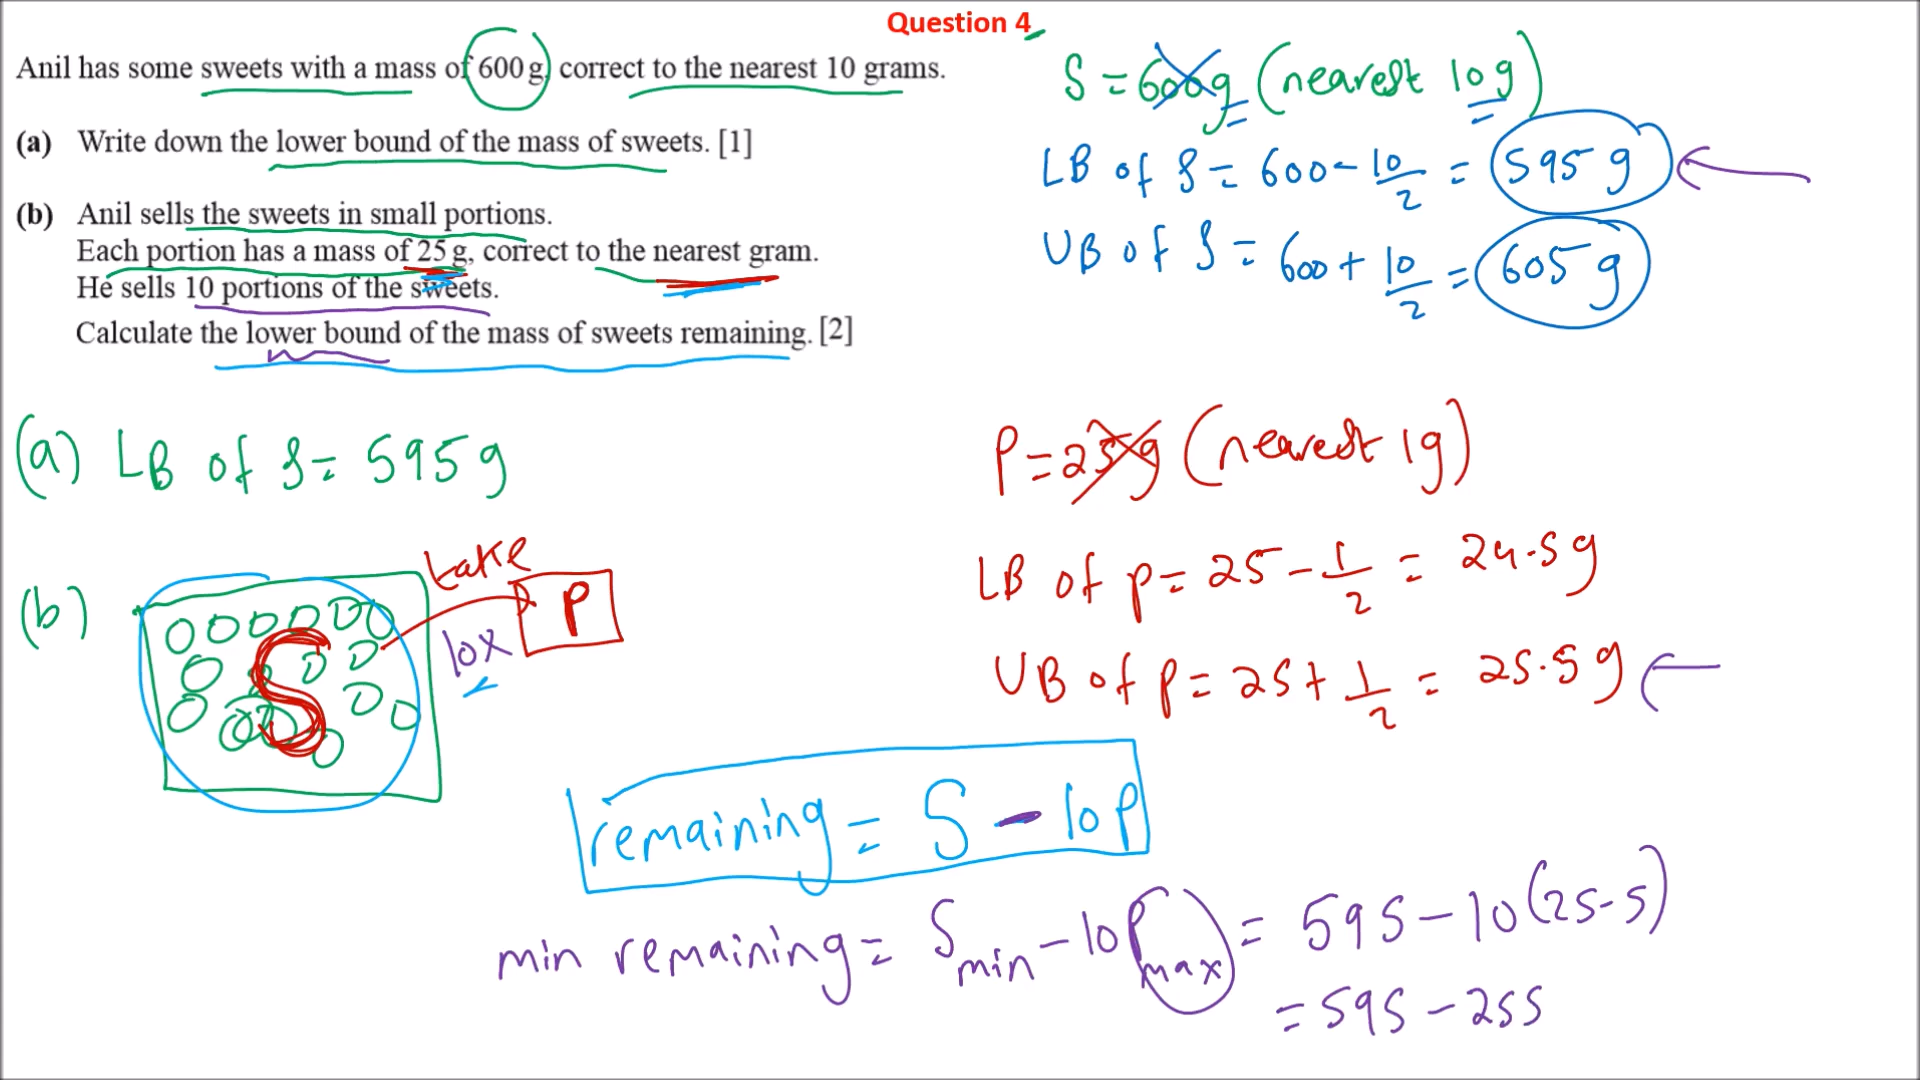 Question 4
Anil has some sweets with a mass of 600 g, correct to the nearest 10 grams.
(a) Write down the lower bound of the mass of sweets. [1]
(b) Anil sells the sweets in small portions.
Each portion has a mass of 25 g, correct to the nearest gram.
He sells 10 portions of the sweets.
Calculate the lower bound of the mass of sweets remaining. [2]
S = 600g (nearest 10g)
LB of S = 600 - 10/2 = 595 g
UB of S = 600 + 10/2 = 605 g
(a) LB of S = 595 g
P = 25g (nearest 1g)
LB of P = 25 - 1/2 = 24.5 g
UB of P = 25 + 1/2 = 25.5 g
(b) S take 10x P
remaining = S - 10P
min remaining = S min - 10P max = 595 - 10(25.5)
= 595 - 255